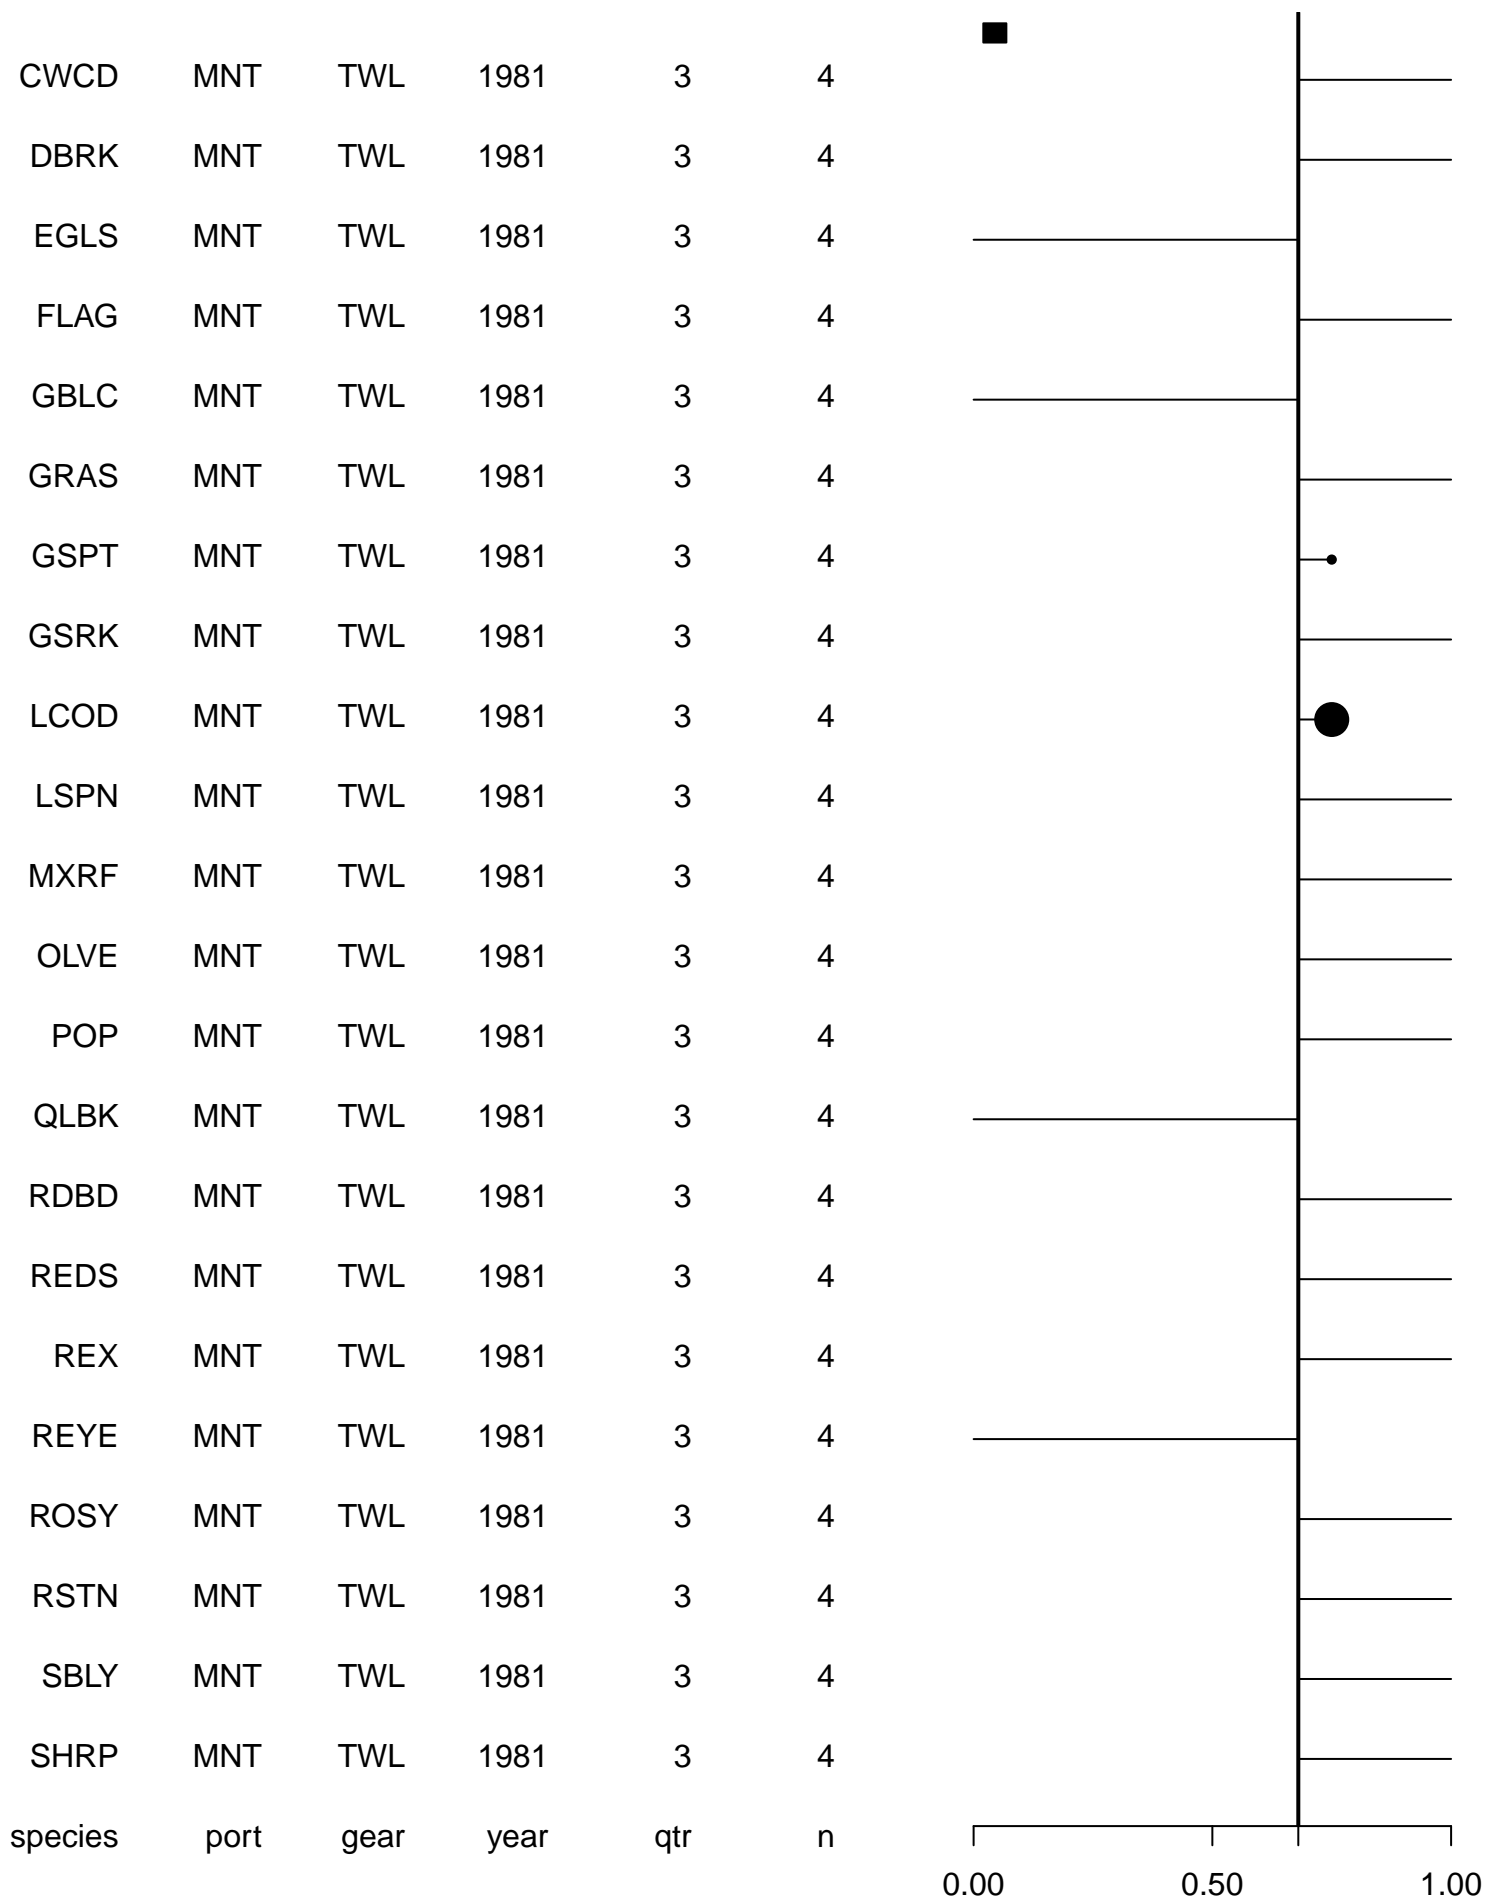 CWCD MNT TWL 1981 3 4
DBRK MNT TWL 1981 3 4
EGLS MNT TWL 1981 3 4
FLAG MNT TWL 1981 3 4
GBLC MNT TWL 1981 3 4
GRAS MNT TWL 1981 3 4
GSPT MNT TWL 1981 3 4
GSRK MNT TWL 1981 3 4
LCOD MNT TWL 1981 3 4
LSPN MNT TWL 1981 3 4
MXRF MNT TWL 1981 3 4
OLVE MNT TWL 1981 3 4
POP MNT TWL 1981 3 4
QLBK MNT TWL 1981 3 4
RDBD MNT TWL 1981 3 4
REDS MNT TWL 1981 3 4
REX MNT TWL 1981 3 4
REYE MNT TWL 1981 3 4
ROSY MNT TWL 1981 3 4
RSTN MNT TWL 1981 3 4
SBLY MNT TWL 1981 3 4
SHRP MNT TWL 1981 3 4
species port gear year qtr n
0.00 0.50 1.00